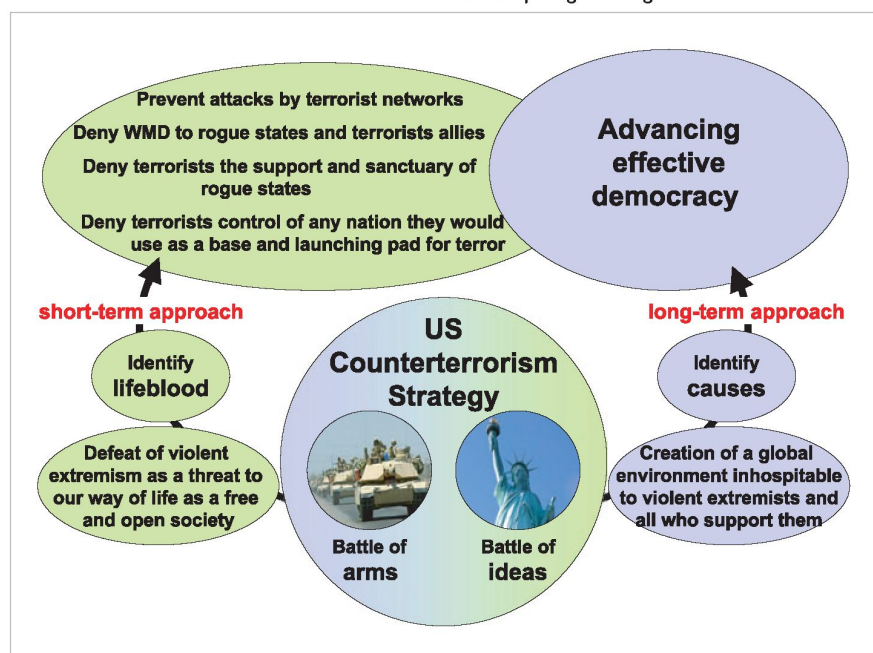 Prevent attacks by terrorist networks
Deny WMD to rogue states and terrorists allies
Deny terrorists the support and sanctuary of
rogue states
Deny terrorists control of any nation they would
use as a base and launching pad for terror
Advancing
effective
democracy
short-term approach
long-term approach
Identify
lifeblood
US
Counterterrorism
Strategy
Identify
causes
Defeat of violent
extremism as a threat to
our way of life as a free
and open society
Creation of a global
environment inhospitable
to violent extremists and
all who support them
Battle of
arms
Battle of
ideas